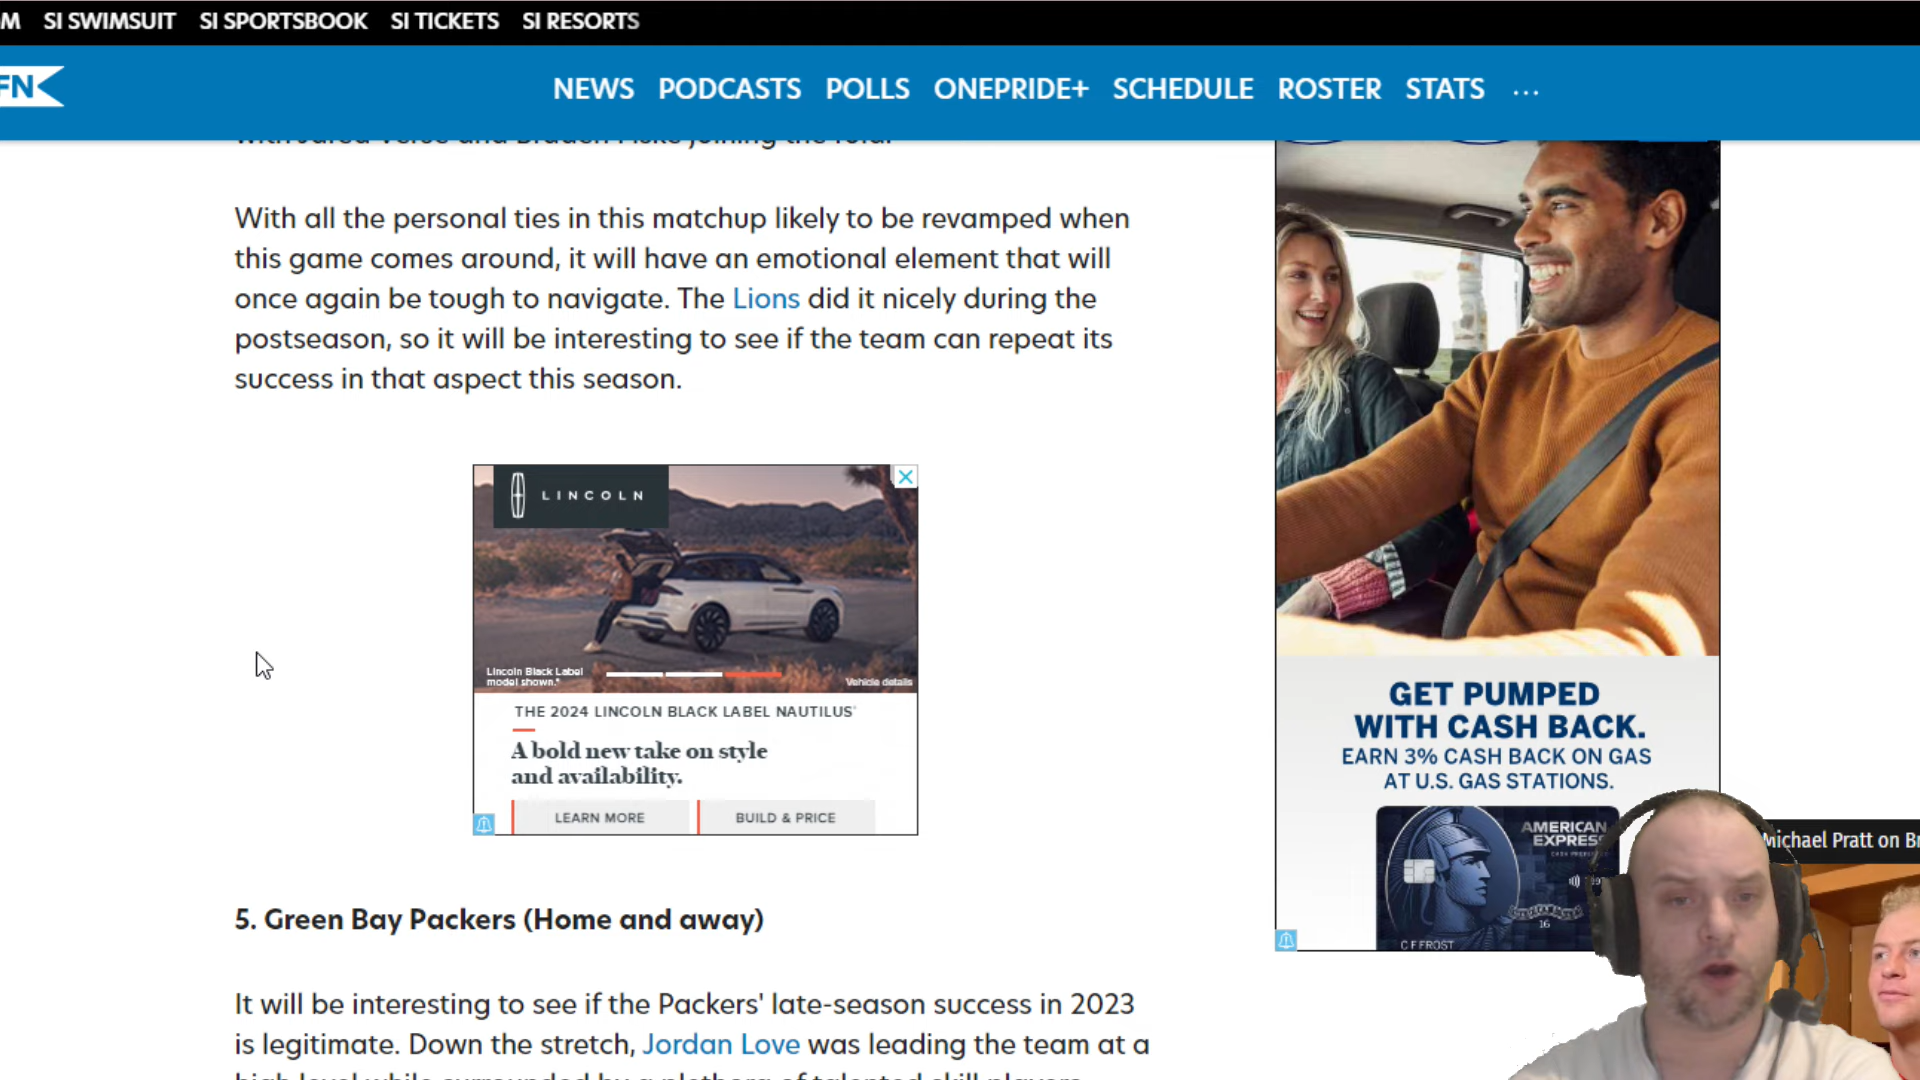 SI SWIMSUIT SI SPORTSBOOK SI TICKETS SI RESORTS
FN
NEWS PODCASTS POLLS ONEPRIDE+ SCHEDULE ROSTER STATS ...
joining the
With all the personal ties in this matchup likely to be revamped when
this game comes around, it will have an emotional element that will
once again be tough to navigate. The Lions did it nicely during the
postseason, so it will be interesting to see if the team can repeat its
success in that aspect this season.
LINCOLN
Lincoln Black Label
model shown.*
Vehicle details
THE 2024 LINCOLN BLACK LABEL NAUTILUS®
A bold new take on style
and availability.
LEARN MORE BUILD & PRICE
5. Green Bay Packers (Home and away)
It will be interesting to see if the Packers' late-season success in 2023
is legitimate. Down the stretch, Jordan Love was leading the team at a
GET PUMPED
WITH CASH BACK.
EARN 3% CASH BACK ON GAS
AT U.S. GAS STATIONS.
AMERICAN
EXPRESS
16
C F FROST
Michael Pratt on